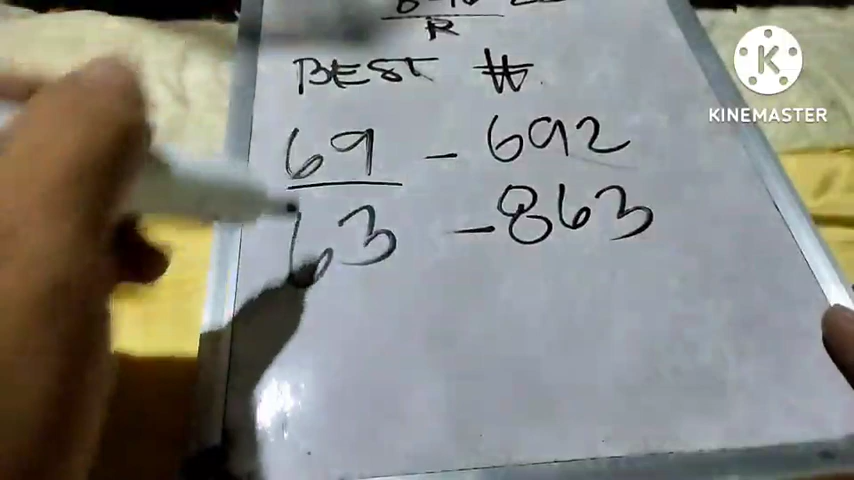 R
BEST #
69 - 692
63 - 863
K
KINEMASTER